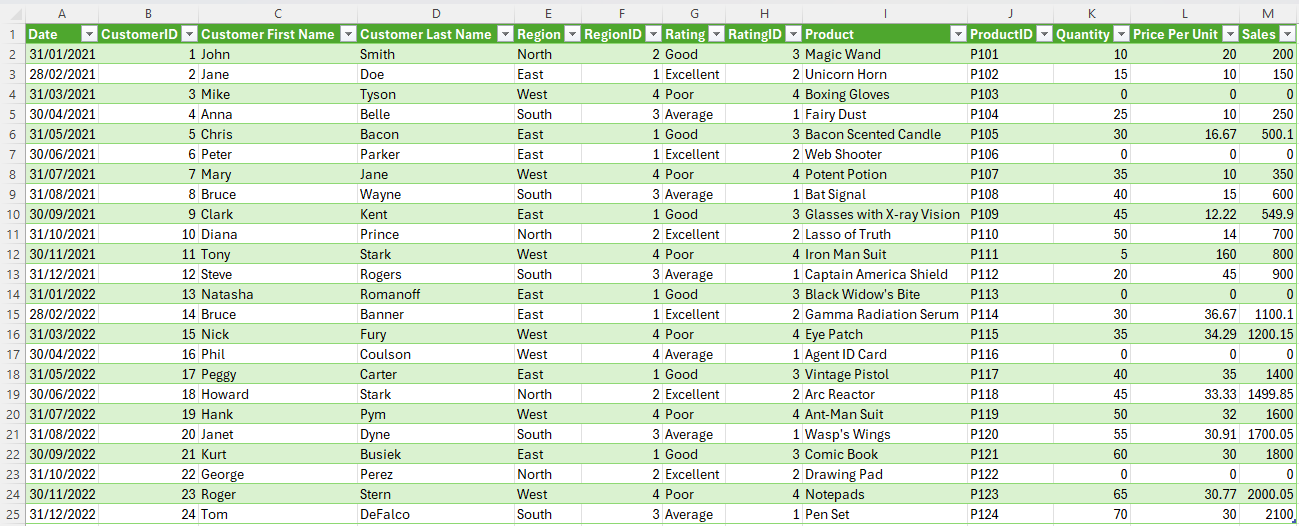 A B C D E F G H I J K L M
1 Date CustomerID Customer First Name Customer Last Name Region RegionID Rating RatingID Product ProductID Quantity Price Per Unit Sales
2 31/01/2021 1 John Smith North 2 Good 3 Magic Wand P101 10 20 200
3 28/02/2021 2 Jane Doe East 1 Excellent 2 Unicorn Horn P102 15 10 150
4 31/03/2021 3 Mike Tyson West 4 Poor 4 Boxing Gloves P103 0 0 0
5 30/04/2021 4 Anna Belle South 3 Average 1 Fairy Dust P104 25 10 250
6 31/05/2021 5 Chris Bacon East 1 Good 3 Bacon Scented Candle P105 30 16.67 500.1
7 30/06/2021 6 Peter Parker East 1 Excellent 2 Web Shooter P106 0 0 0
8 31/07/2021 7 Mary Jane West 4 Poor 4 Potent Potion P107 35 10 350
9 31/08/2021 8 Bruce Wayne South 3 Average 1 Bat Signal P108 40 15 600
10 30/09/2021 9 Clark Kent East 1 Good 3 Glasses with X-ray Vision P109 45 12.22 549.9
11 31/10/2021 10 Diana Prince North 2 Excellent 2 Lasso of Truth P110 50 14 700
12 30/11/2021 11 Tony Stark West 4 Poor 4 Iron Man Suit P111 5 160 800
13 31/12/2021 12 Steve Rogers South 3 Average 1 Captain America Shield P112 20 45 900
14 31/01/2022 13 Natasha Romanoff East 1 Good 3 Black Widow's Bite P113 0 0 0
15 28/02/2022 14 Bruce Banner East 1 Excellent 2 Gamma Radiation Serum P114 30 36.67 1100.1
16 31/03/2022 15 Nick Fury West 4 Poor 4 Eye Patch P115 35 34.29 1200.15
17 30/04/2022 16 Phil Coulson West 4 Average 1 Agent ID Card P116 0 0 0
18 31/05/2022 17 Peggy Carter East 1 Good 3 Vintage Pistol P117 40 35 1400
19 30/06/2022 18 Howard Stark North 2 Excellent 2 Arc Reactor P118 45 33.33 1499.85
20 31/07/2022 19 Hank Pym West 4 Poor 4 Ant-Man Suit P119 50 32 1600
21 31/08/2022 20 Janet Dyne South 3 Average 1 Wasp's Wings P120 55 30.91 1700.05
22 30/09/2022 21 Kurt Busiek East 1 Good 3 Comic Book P121 60 30 1800
23 31/10/2022 22 George Perez North 2 Excellent 2 Drawing Pad P122 0 0 0
24 30/11/2022 23 Roger Stern West 4 Poor 4 Notepads P123 65 30.77 2000.05
25 31/12/2022 24 Tom DeFalco South 3 Average 1 Pen Set P124 70 30 2100